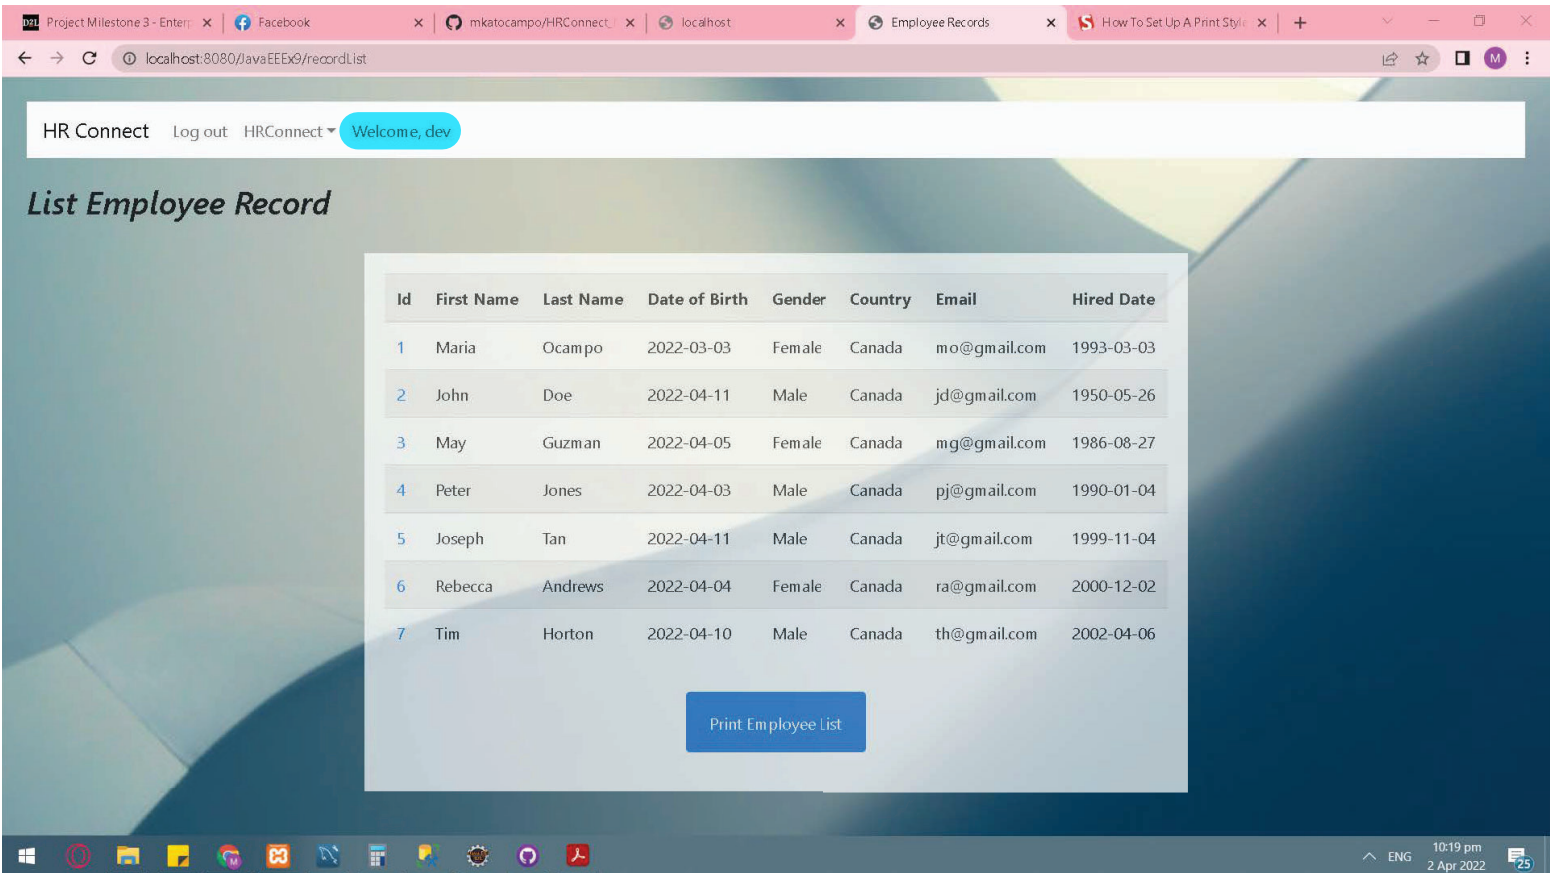 Project Milestone 3 - Enterp
Facebook
mkatocampo/HRConnect_
localhost
Employee Records
How To Set Up A Print Style
localhost:8080/JavaEEEx9/recordList
M
HR Connect Log out HRConnect Welcome, dev
List Employee Record
Id First Name Last Name Date of Birth Gender Country Email Hired Date
1 Maria Ocampo 2022-03-03 Female Canada mo@gmail.com 1993-03-03
2 John Doe 2022-04-11 Male Canada jd@gmail.com 1950-05-26
3 May Guzman 2022-04-05 Female Canada mg@gmail.com 1986-08-27
4 Peter Jones 2022-04-03 Male Canada pj@gmail.com 1990-01-04
5 Joseph Tan 2022-04-11 Male Canada jt@gmail.com 1999-11-04
6 Rebecca Andrews 2022-04-04 Female Canada ra@gmail.com 2000-12-02
7 Tim Horton 2022-04-10 Male Canada th@gmail.com 2002-04-06
Print Employee List
ENG
10:19 pm
2 Apr 2022
25